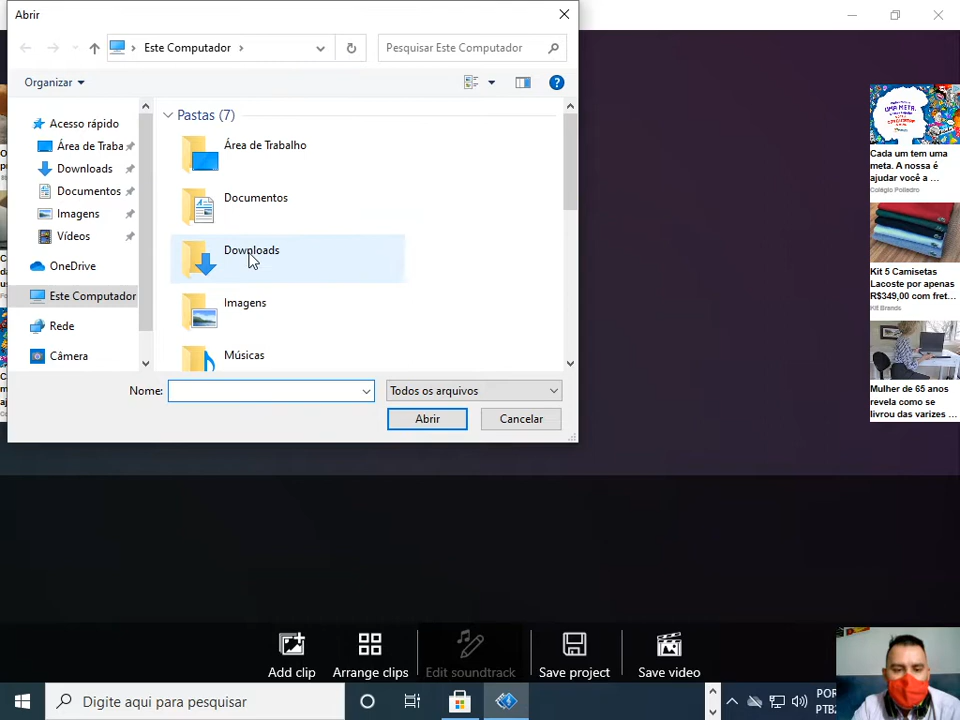 Abrir
Este Computador
Pesquisar Este Computador
Organizar
Acesso rápido
Área de Traba
Downloads
Documentos
Imagens
Vídeos
OneDrive
Este Computador
Rede
Câmera
Pastas (7)
Área de Trabalho
Documentos
Downloads
Imagens
Músicas
Nome:
Todos os arquivos
Abrir
Cancelar
Cada um tem uma
meta. A nossa é
ajudar você a ...
Colégio Poliedro
Kit 5 Camisetas
Lacoste por apenas
R$349,00 com fret...
Kit Brands
Mulher de 65 anos
revela como se
livrou das varizes ...
Add clip
Arrange clips
Edit soundtrack
Save project
Save video
Digite aqui para pesquisar
POR
PTB2